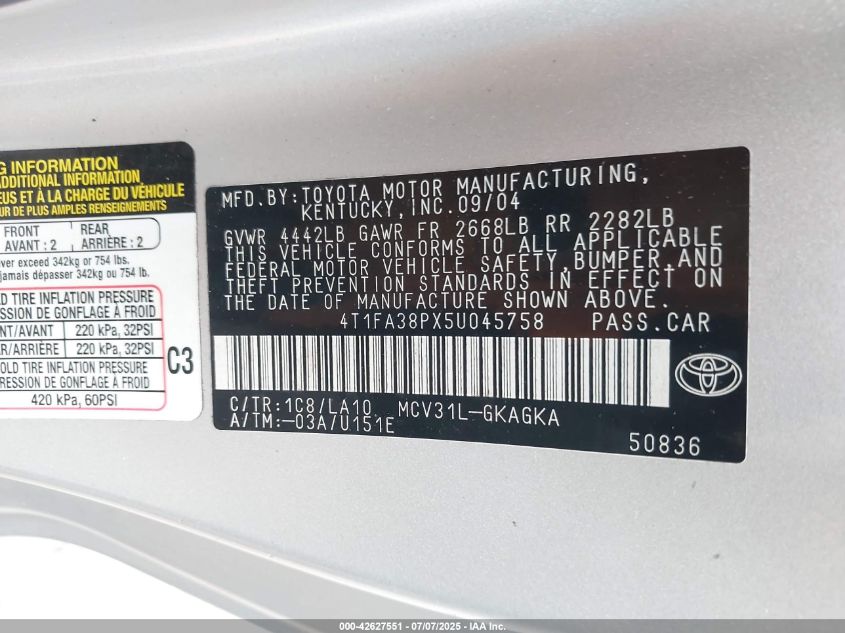 G INFORMATION
ADDITIONAL INFORMATION
EUS ET À LA CHARGE DU VÉHICULE
UR DE PLUS AMPLES RENSEIGNEMENTS
FRONT REAR
AVANT : 2 ARRIÈRE : 2
ver exceed 342kg or 754 lbs.
jamais dépasser 342kg ou 754 lb.
LD TIRE INFLATION PRESSURE
RESSION DE GONFLAGE À FROID
NT/AVANT 220 kPa, 32PSI
R/ARRIÈRE 220 kPa, 32PSI
OLD TIRE INFLATION PRESSURE
RESSION DE GONFLAGE À FROID
420 kPa, 60PSI
C3
MFD.BY:TOYOTA MOTOR MANUFACTURING,
KENTUCKY,INC.09/04
GVWR 4442LB GAWR FR 2668LB RR 2282LB
THIS VEHICLE CONFORMS TO ALL APPLICABLE
FEDERAL MOTOR VEHICLE SAFETY,BUMPER,AND
THEFT PREVENTION STANDARDS IN EFFECT ON
THE DATE OF MANUFACTURE SHOWN ABOVE.
4T1FA38PX5U045758 PASS.CAR
C/TR:1C8/LA10 MCV31L-GKAGKA
A/TM:-03A/U151E
50836
000-42627551 - 07/07/2025 - IAA Inc.